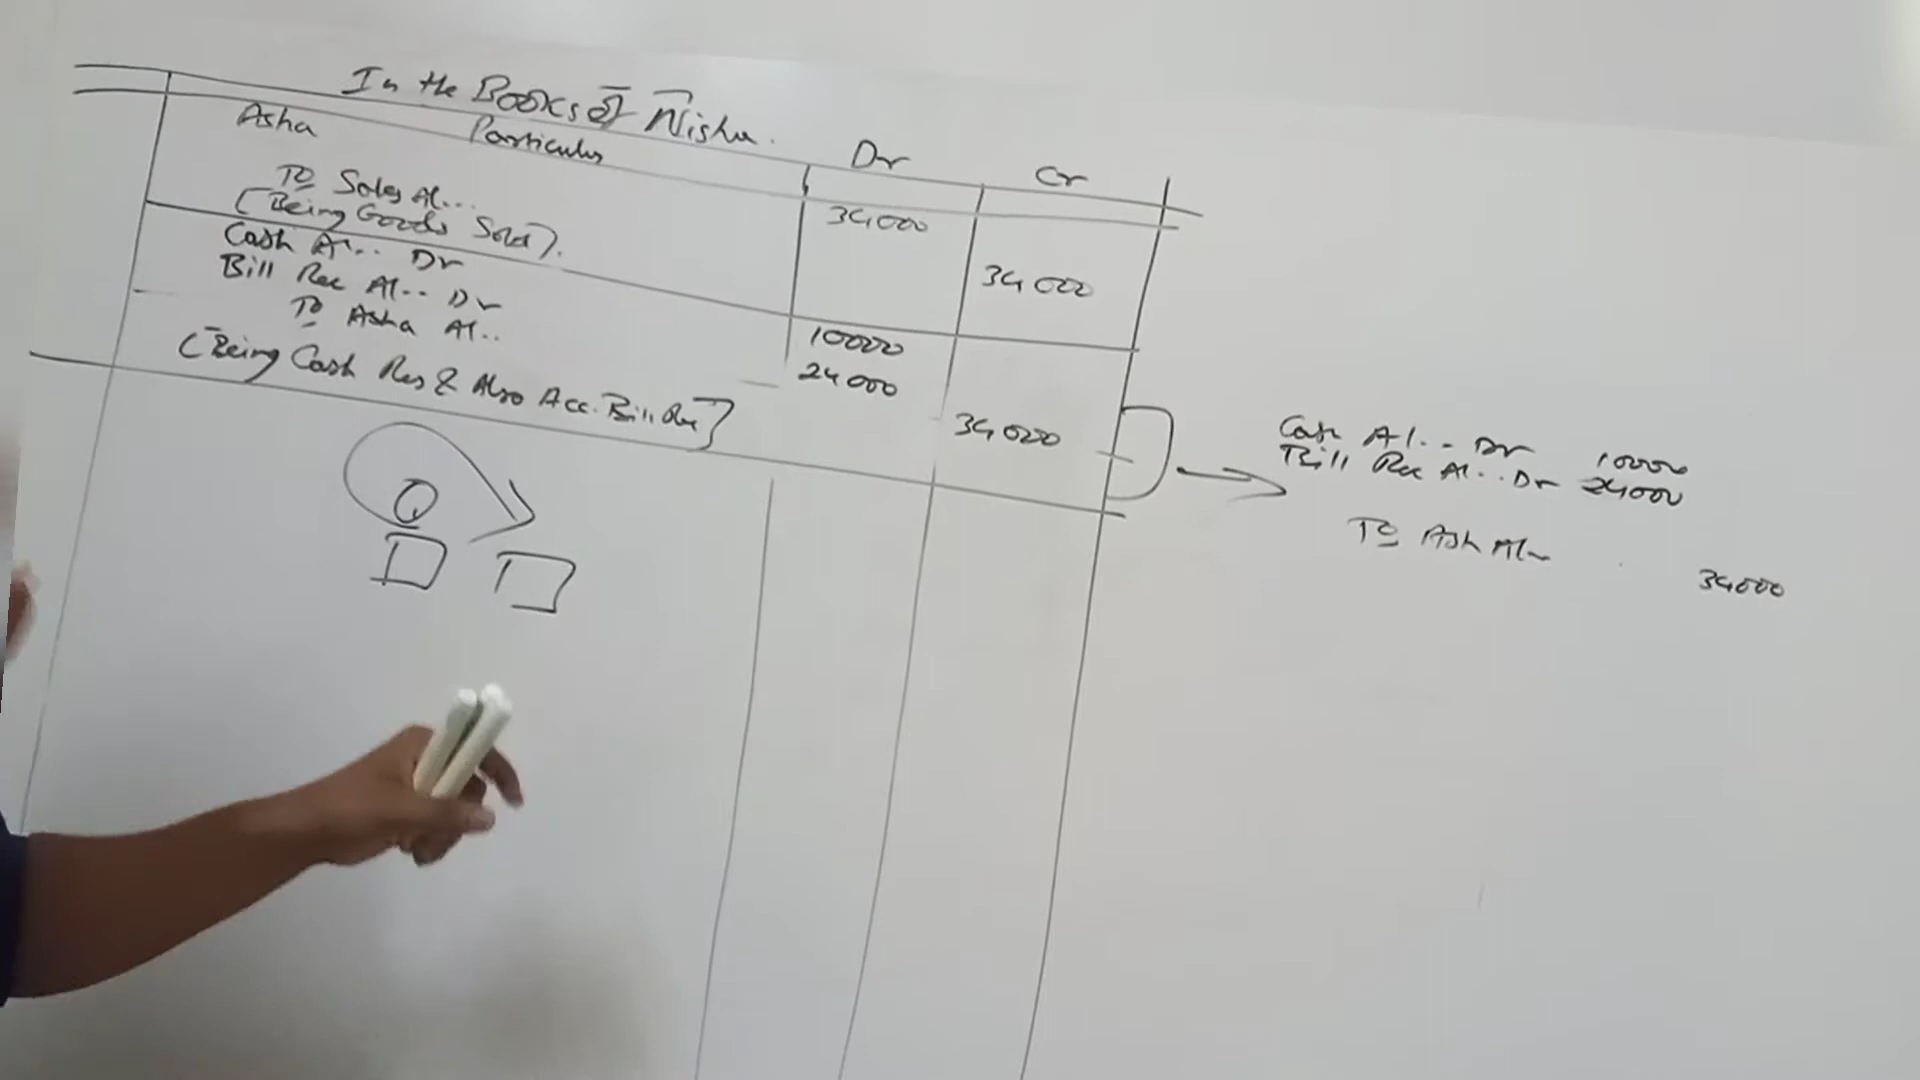 In the Books of Nisha.
Particulars Dr Cr
Asha 34000
To Sales A/... 34000
(Being Goods Sold).
Cash A/... Dr 10000
Bill Rec A/... Dr 24000
To Asha A/... 34000
(Being Cash Res & Also Acc. Bill Rec)
Cash A/... Dr 10000
Bill Rec A/... Dr 24000
To Ash A/...
34000